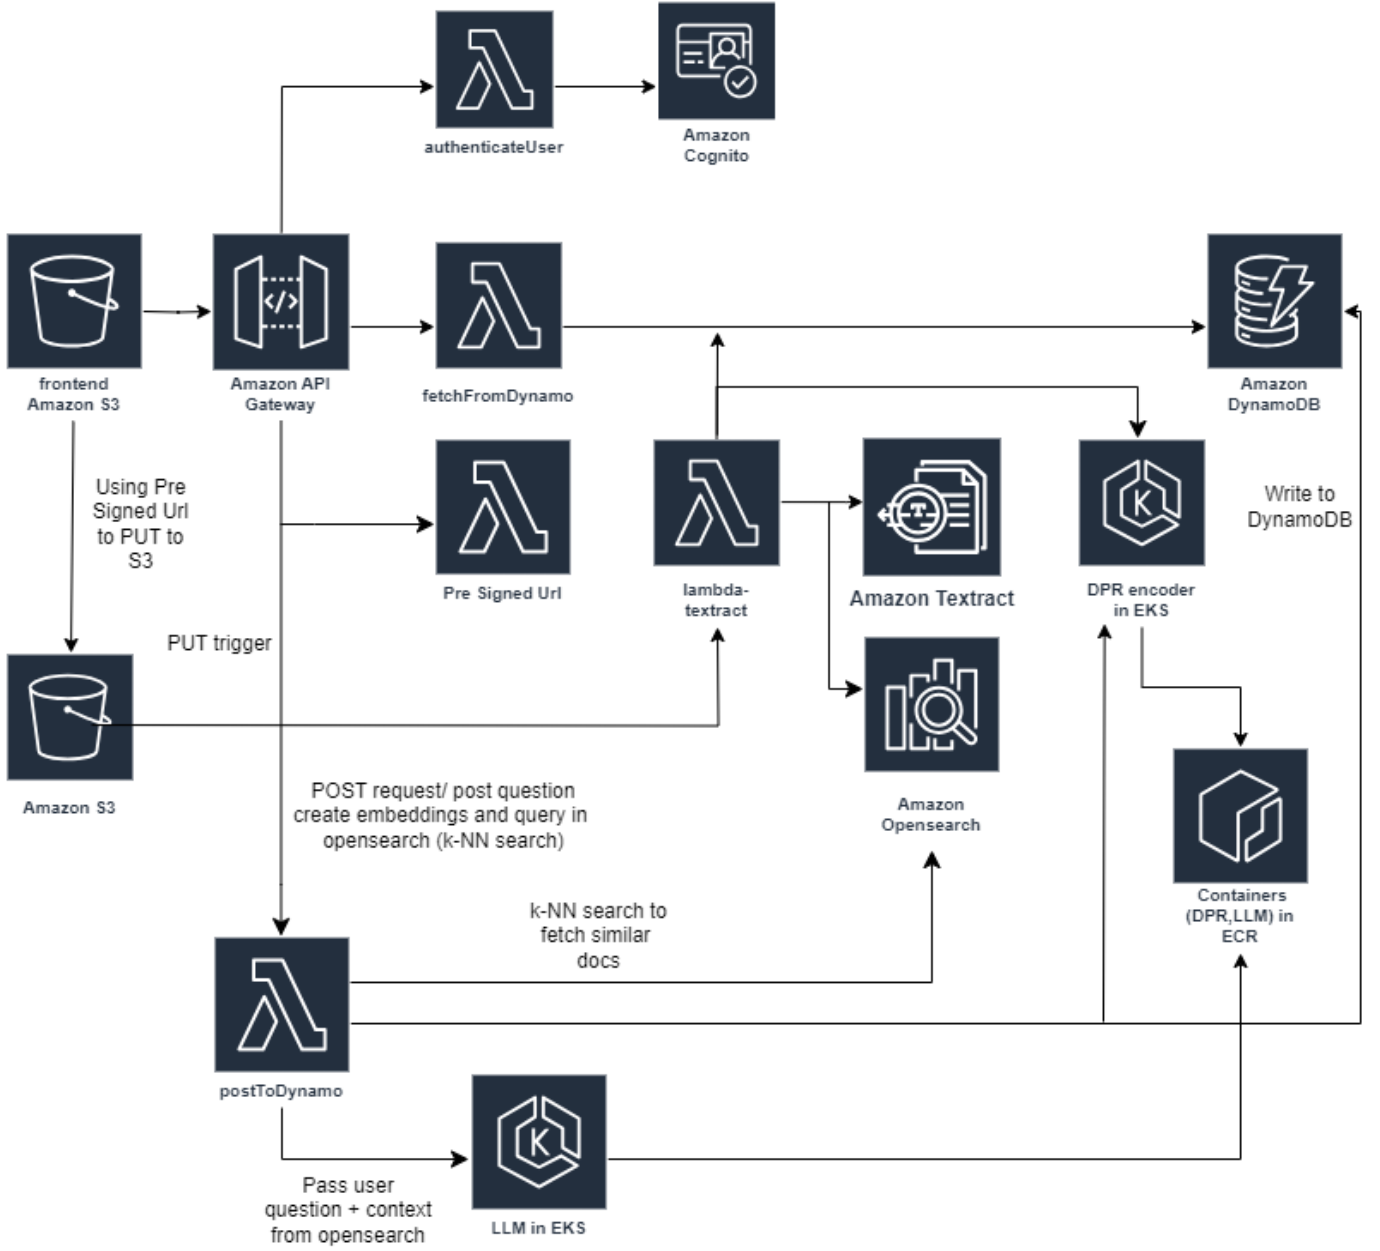 authenticateUser
Amazon
Cognito
</>
frontend
Amazon S3
Amazon API
Gateway
fetchFromDynamo
Amazon
DynamoDB
Using Pre
Signed Url
to PUT to
S3
Pre Signed Url
lambda-
textract
T
Amazon Textract
K
DPR encoder
in EKS
Write to
DynamoDB
PUT trigger
Amazon S3
POST request/ post question
create embeddings and query in
opensearch (k-NN search)
Amazon
Opensearch
Containers
(DPR,LLM) in
ECR
k-NN search to
fetch similar
docs
postToDynamo
Pass user
question + context
from opensearch
K
LLM in EKS